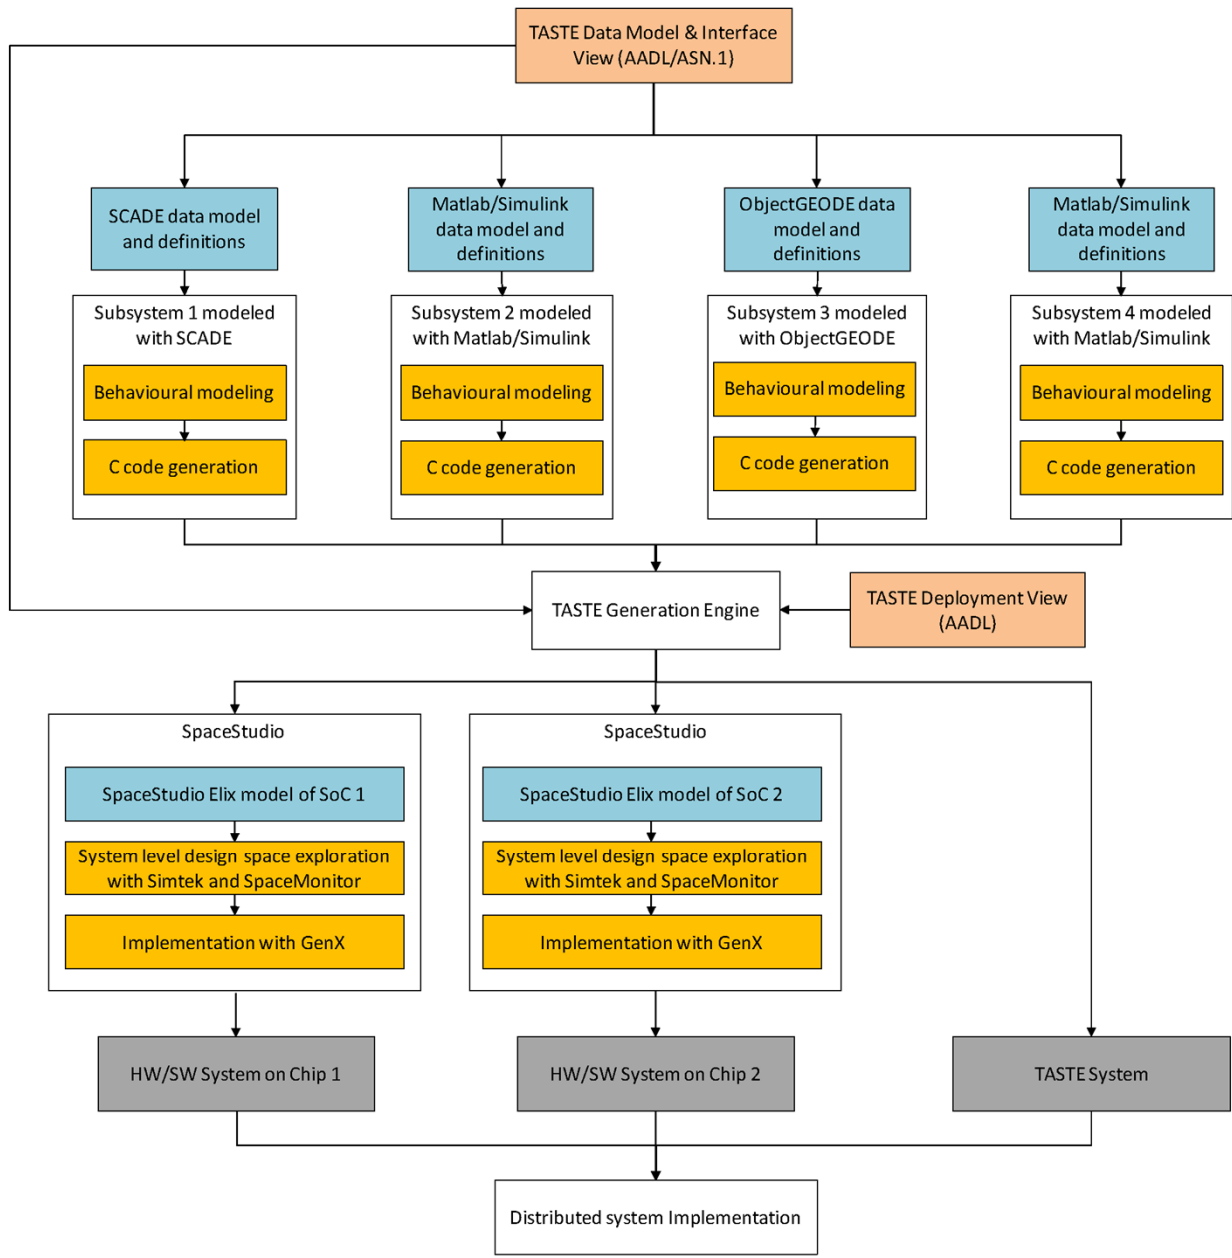 TASTE Data Model & Interface
View (AADL/ASN.1)
SCADE data model
and definitions
Matlab/Simulink
data model and
definitions
ObjectGEODE data
model and
definitions
Matlab/Simulink
data model and
definitions
Subsystem 1 modeled
with SCADE
Behavioural modeling
C code generation
Subsystem 2 modeled
with Matlab/Simulink
Behavioural modeling
C code generation
Subsystem 3 modeled
with ObjectGEODE
Behavioural modeling
C code generation
Subsystem 4 modeled
with Matlab/Simulink
Behavioural modeling
C code generation
TASTE Generation Engine
TASTE Deployment View
(AADL)
SpaceStudio
SpaceStudio Elix model of SoC 1
System level design space exploration
with Simtek and SpaceMonitor
Implementation with GenX
SpaceStudio
SpaceStudio Elix model of SoC 2
System level design space exploration
with Simtek and SpaceMonitor
Implementation with GenX
HW/SW System on Chip 1
HW/SW System on Chip 2
TASTE System
Distributed system Implementation